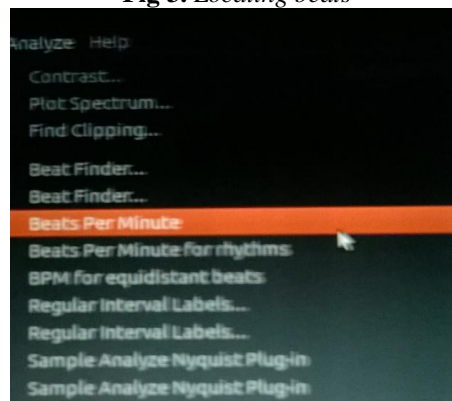 Fig 3. Locating beats
Analyze Help
Contrast...
Plot Spectrum...
Find Clipping...
Beat Finder...
Beat Finder...
Beats Per Minute
Beats Per Minute for rhythms
BPM for equidistant beats
Regular Interval Labels...
Regular Interval Labels...
Sample Analyze Nyquist Plug-in
Sample Analyze Nyquist Plug-in